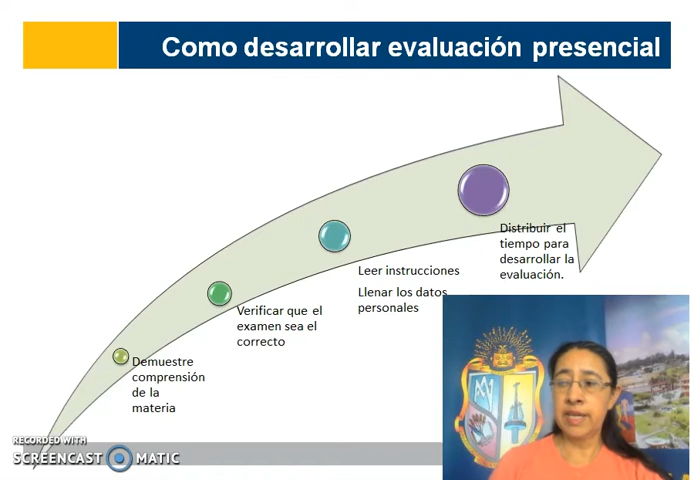 Como desarrollar evaluación presencial
Demuestre
comprensión
de la
materia
Verificar que el
examen sea el
correcto
Leer instrucciones
Llenar los datos
personales
Distribuir el
tiempo para
desarrollar la
evaluación.
RECORDED WITH
SCREENCAST MATIC